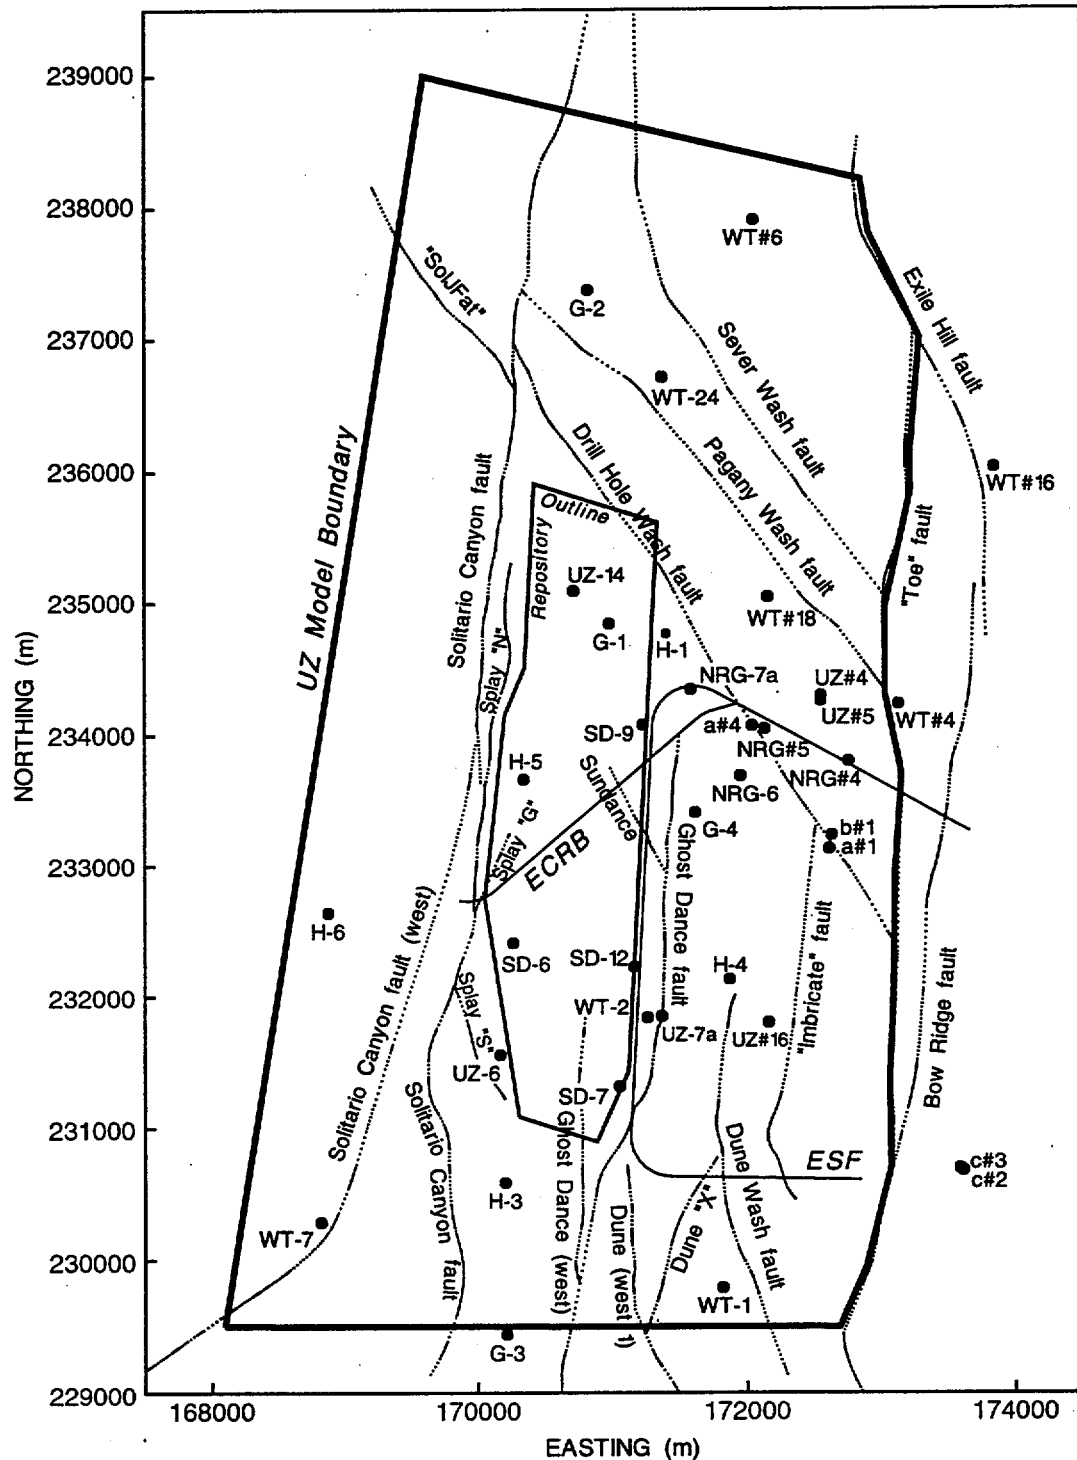 239000
238000
237000
236000
235000
234000
233000
232000
231000
230000
229000
NORTHING (m)
168000
170000
172000
174000
EASTING (m)
UZ Model Boundary
"SolJFat"
WT#6
G-2
WT-24
Exile Hill fault
Sever Wash fault
Pagany Wash fault
Drill Hole Wash fault
WT#16
Solitario Canyon fault
Outline
Repository
"Toe" fault
UZ-14
G-1
H-1
WT#18
Splay "N"
NRG-7a
UZ#4
UZ#5
WT#4
SD-9
a#4
NRG#5
NRG#4
H-5
Sundance
NRG-6
G-4
b#1
a#1
Splay "G"
ECRB
Ghost Dance fault
H-6
Solitario Canyon fault (west)
SD-6
SD-12
H-4
"Imbricate" fault
WT-2
UZ-7a
UZ#16
Bow Ridge fault
Splay "S"
UZ-6
SD-7
Solitario Canyon fault
Ghost Dance (west)
Dune Wash fault
ESF
c#3
c#2
H-3
WT-7
Dune (west 1)
Dune "X"
WT-1
G-3